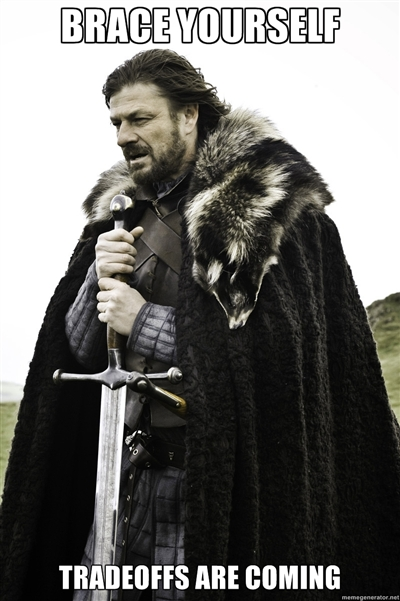 BRACE YOURSELF
TRADEOFFS ARE COMING
memegenerator.net